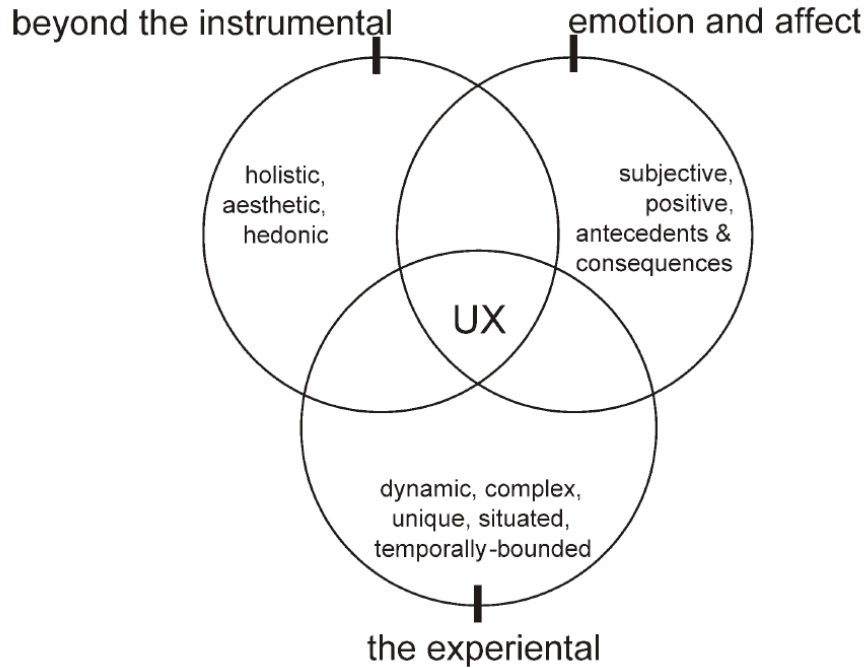 beyond the instrumental
emotion and affect
holistic,
aesthetic,
hedonic
subjective,
positive,
antecedents &
consequences
UX
dynamic, complex,
unique, situated,
temporally-bounded
the experiental